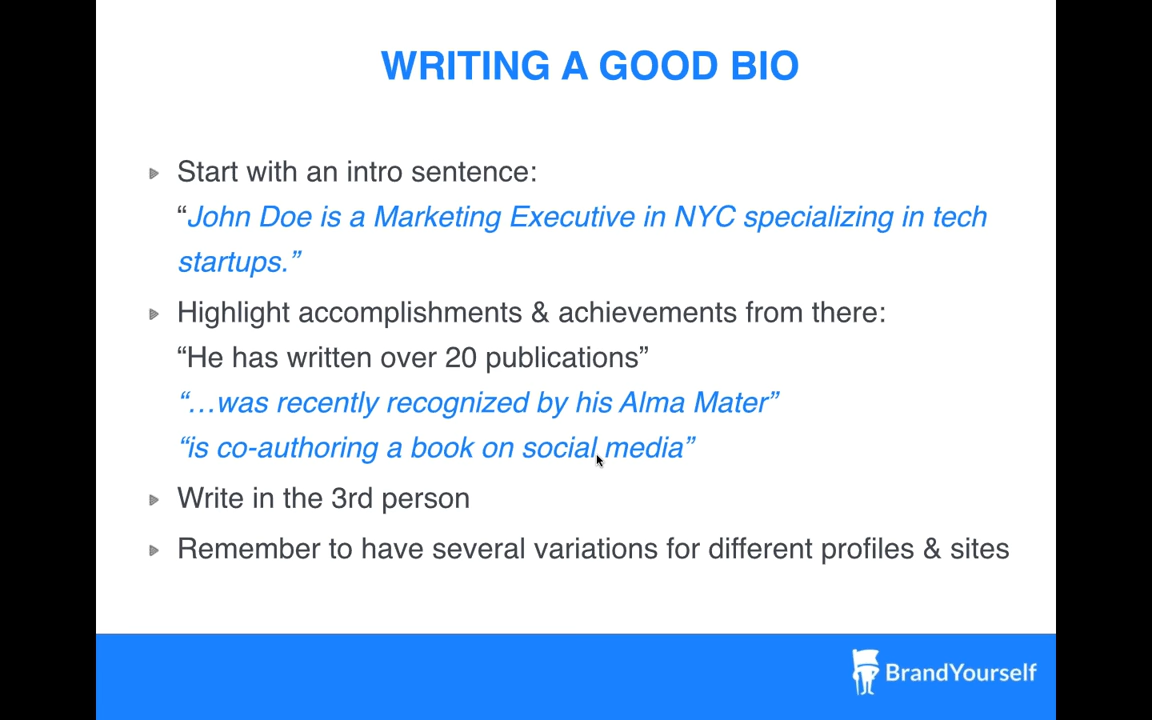 WRITING A GOOD BIO
Start with an intro sentence:
“John Doe is a Marketing Executive in NYC specializing in tech
startups.”
Highlight accomplishments & achievements from there:
“He has written over 20 publications”
“…was recently recognized by his Alma Mater”
“is co-authoring a book on social media”
Write in the 3rd person
Remember to have several variations for different profiles & sites
BrandYourself